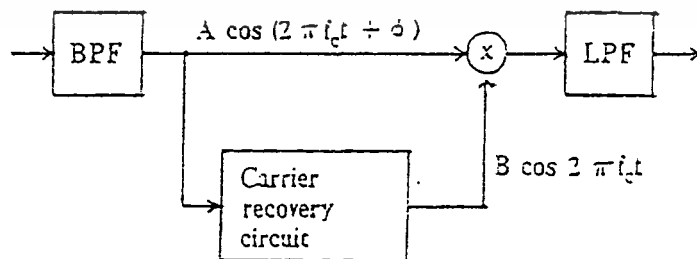 BPF
A cos (2 π f_c t + ϕ)
X
LPF
B cos 2 π f_c t
Carrier
recovery
circuit